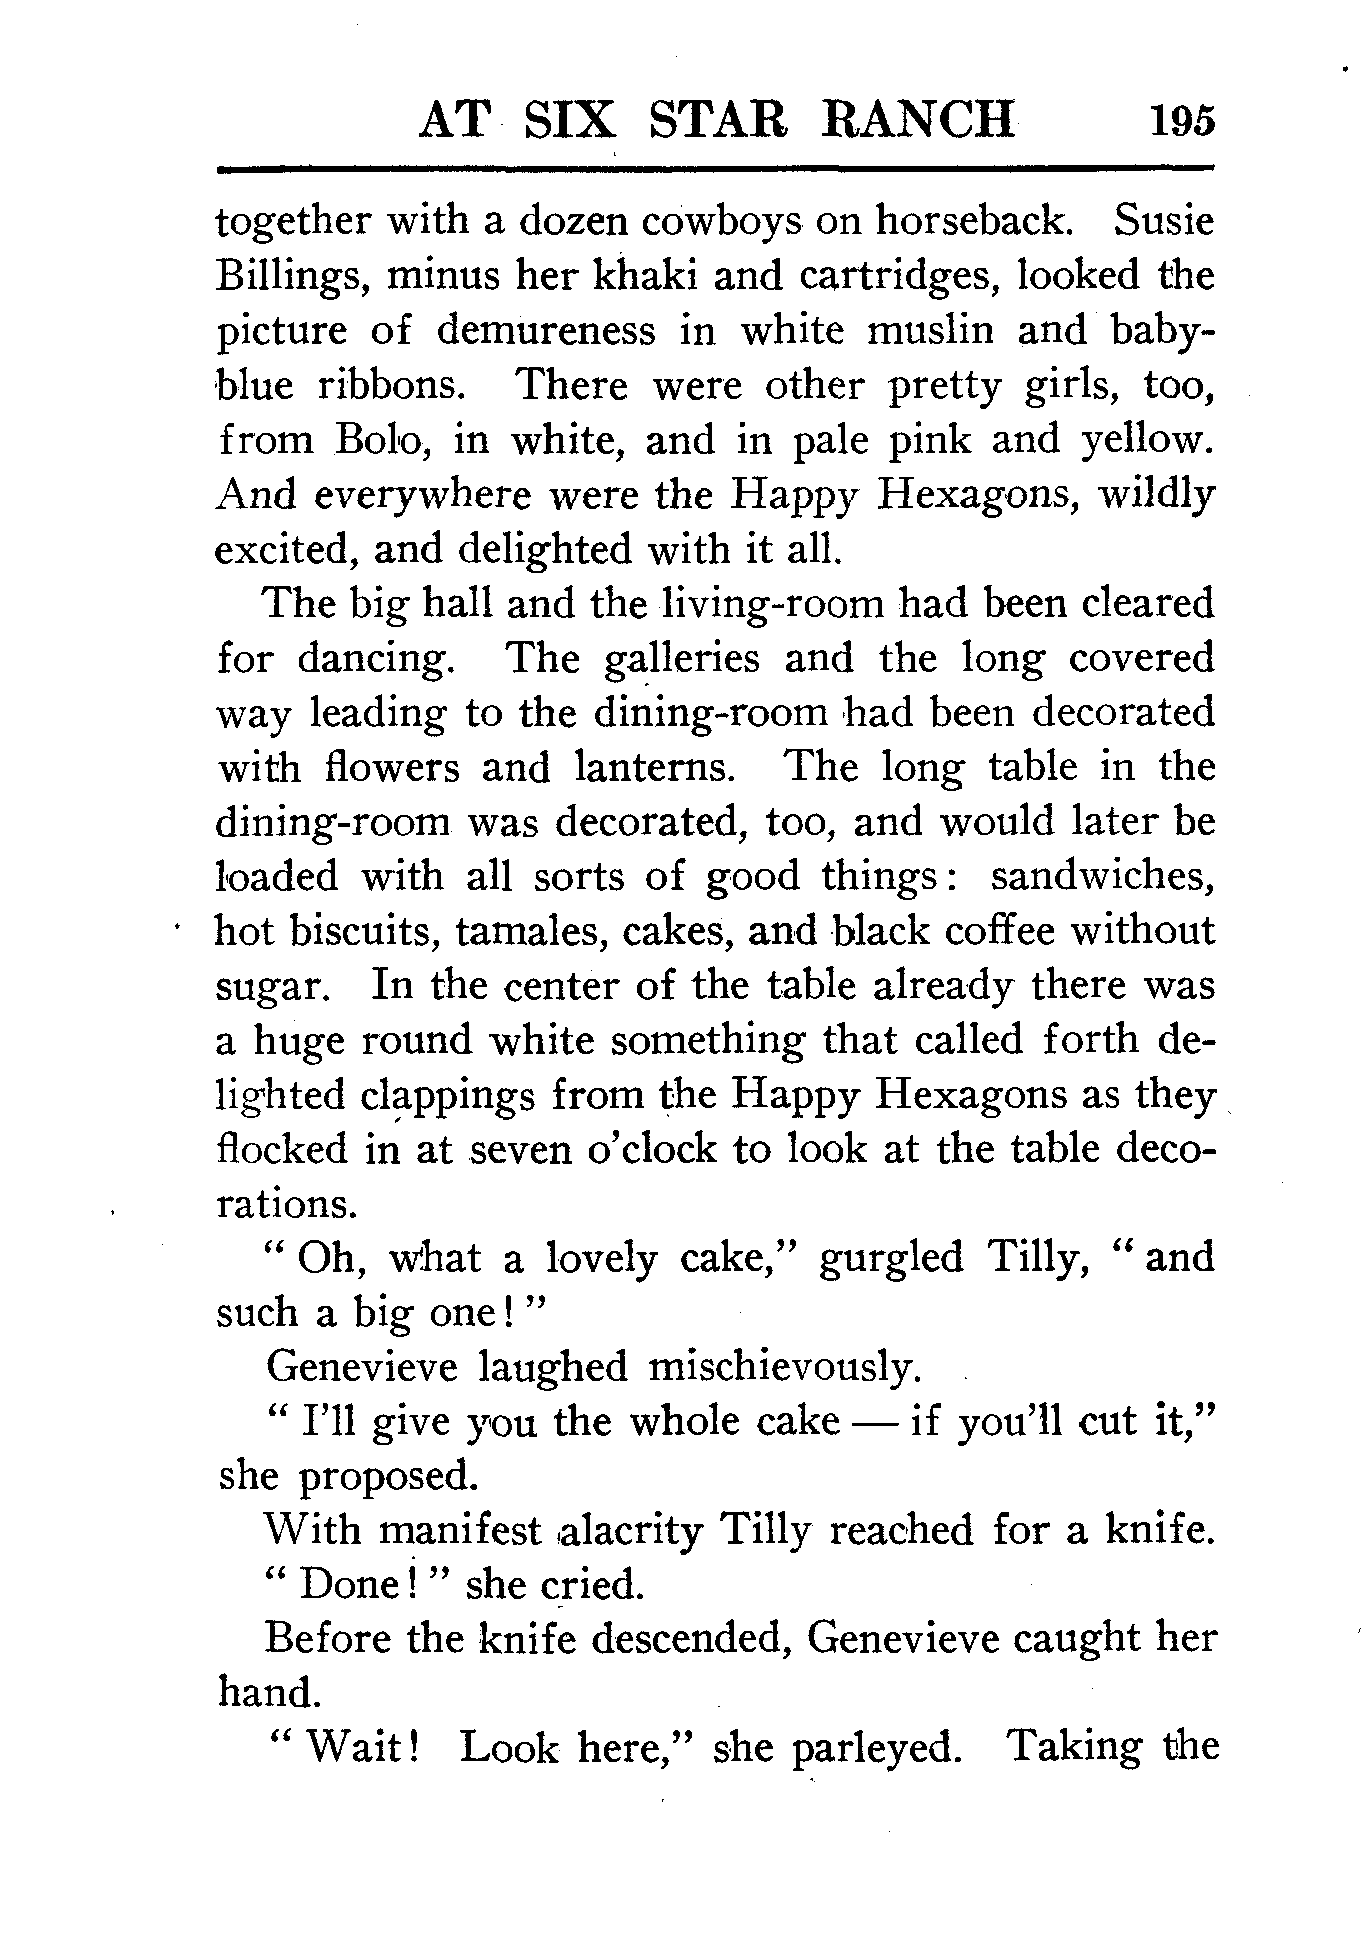 AT SIX STAR RANCH 195
together with a dozen cowboys on horseback. Susie
Billings, minus her khaki and cartridges, looked the
picture of demureness in white muslin and baby-
blue ribbons. There were other pretty girls, too,
from Bolo, in white, and in pale pink and yellow.
And everywhere were the Happy Hexagons, wildly
excited, and delighted with it all.
The big hall and the living-room had been cleared
for dancing. The galleries and the long covered
way leading to the dining-room had been decorated
with flowers and lanterns. The long table in the
dining-room was decorated, too, and would later be
loaded with all sorts of good things: sandwiches,
hot biscuits, tamales, cakes, and black coffee without
sugar. In the center of the table already there was
a huge round white something that called forth de-
lighted clappings from the Happy Hexagons as they
flocked in at seven o'clock to look at the table deco-
rations.
" Oh, what a lovely cake," gurgled Tilly, " and
such a big one! "
Genevieve laughed mischievously.
" I'll give you the whole cake — if you'll cut it,"
she proposed.
With manifest alacrity Tilly reached for a knife.
" Done! " she cried.
Before the knife descended, Genevieve caught her
hand.
" Wait! Look here," she parleyed. Taking the